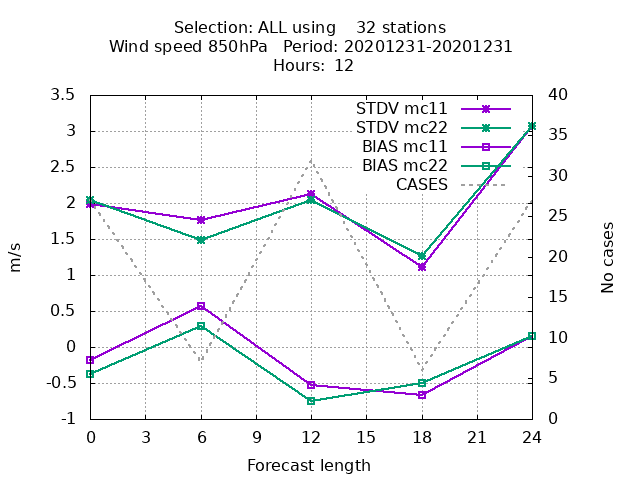 Selection: ALL using    32 stations
Wind speed 850hPa   Period: 20201231-20201231
Hours: 12
3.5
3
2.5
2
1.5
1
0.5
0
-0.5
-1
m/s
STDV mc11
STDV mc22
BIAS mc11
BIAS mc22
CASES
40
35
30
25
20
15
10
5
0
No cases
0 3 6 9 12 15 18 21 24
Forecast length